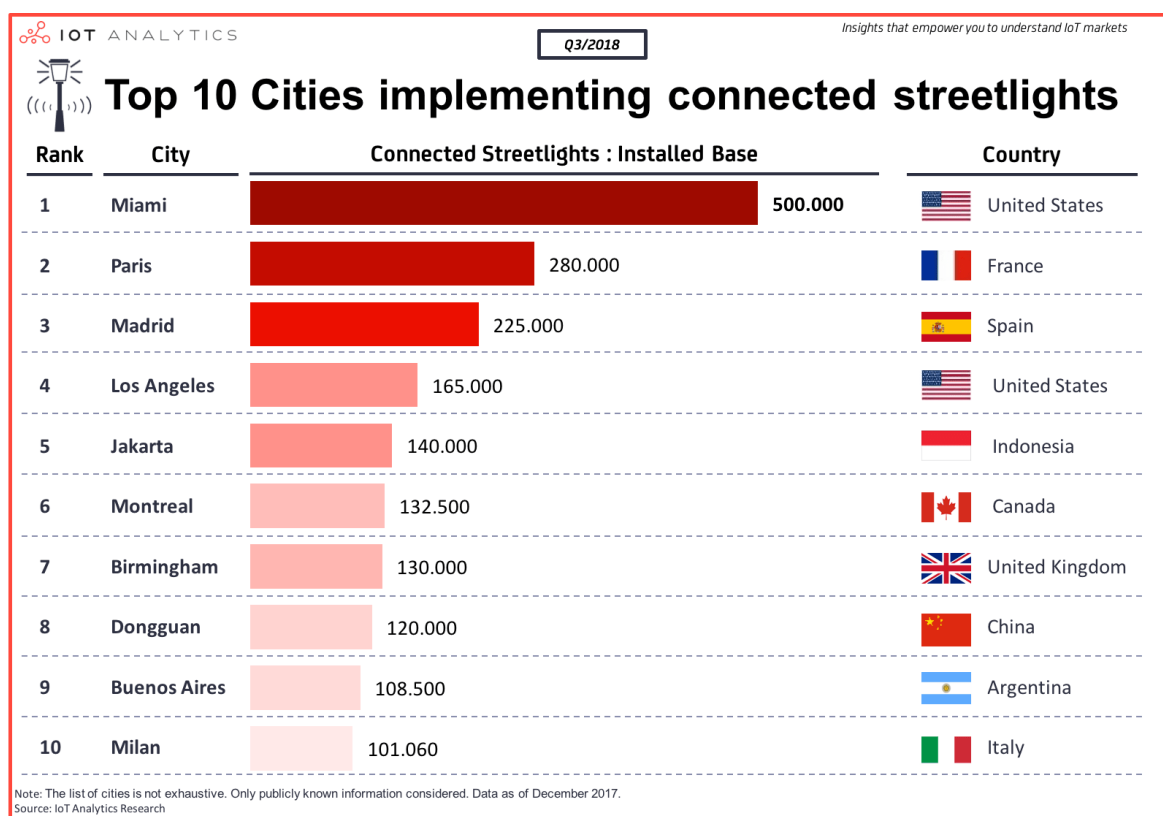 IOT ANALYTICS
Insights that empower you to understand IoT markets
Q3/2018
Top 10 Cities implementing connected streetlights
Rank City Connected Streetlights : Installed Base Country
1 Miami 500.000 United States
2 Paris 280.000 France
3 Madrid 225.000 Spain
4 Los Angeles 165.000 United States
5 Jakarta 140.000 Indonesia
6 Montreal 132.500 Canada
7 Birmingham 130.000 United Kingdom
8 Dongguan 120.000 China
9 Buenos Aires 108.500 Argentina
10 Milan 101.060 Italy
Note: The list of cities is not exhaustive. Only publicly known information considered. Data as of December 2017.
Source: IoT Analytics Research